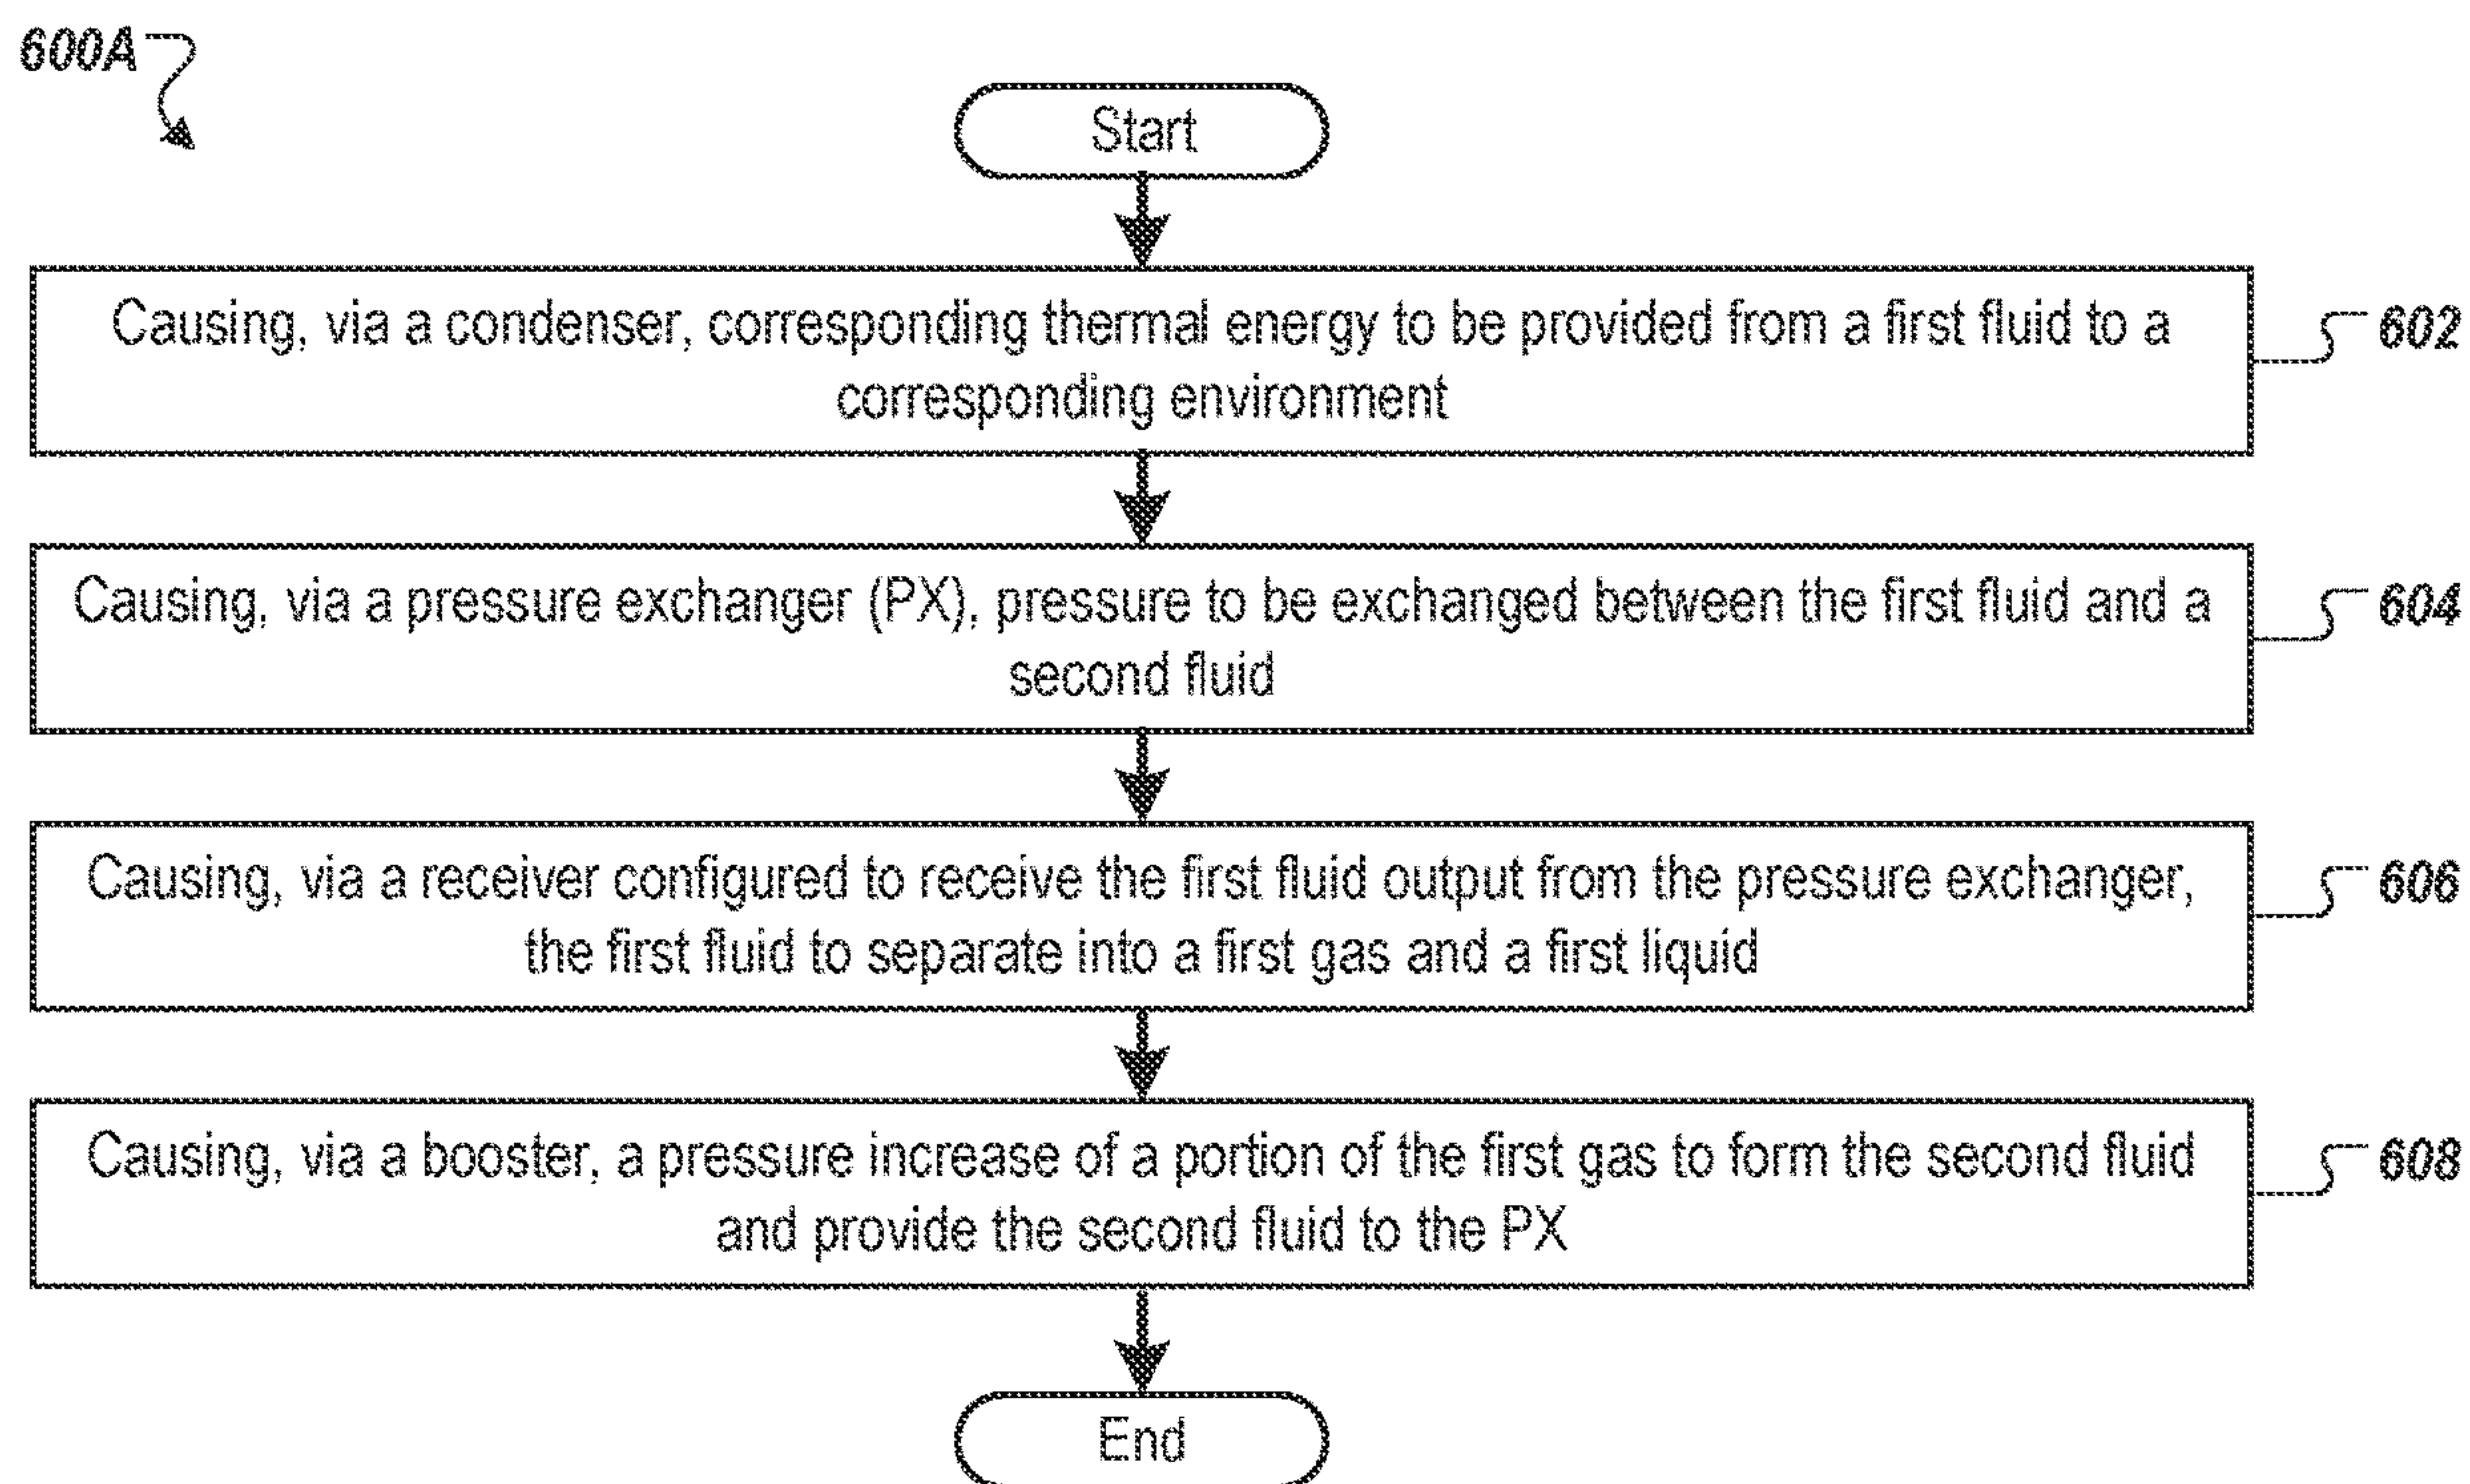 600A
Start
Causing, via a condenser, corresponding thermal energy to be provided from a first fluid to a
corresponding environment
602
Causing, via a pressure exchanger (PX), pressure to be exchanged between the first fluid and a
second fluid
604
Causing, via a receiver configured to receive the first fluid output from the pressure exchanger,
the first fluid to separate into a first gas and a first liquid
606
Causing, via a booster, a pressure increase of a portion of the first gas to form the second fluid
and provide the second fluid to the PX
608
End